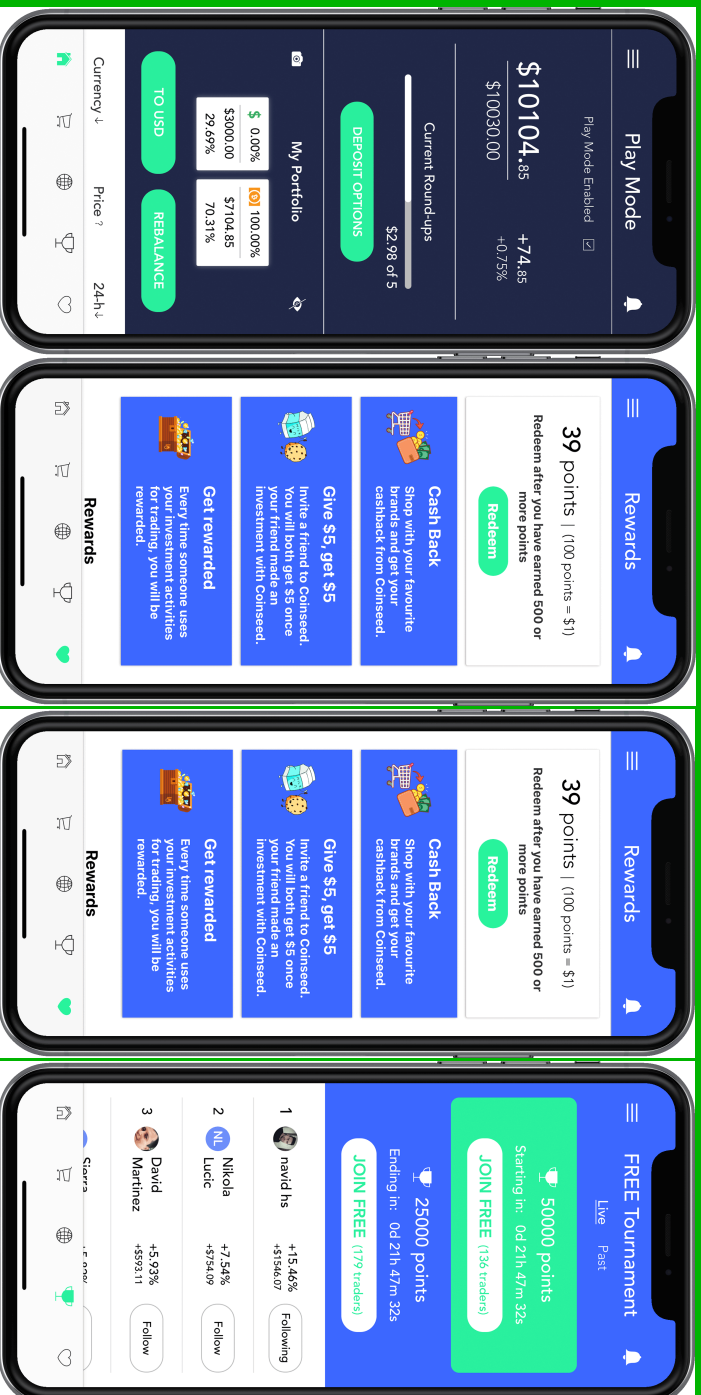 Play Mode
Play Mode Enabled
$10104.85
+74.85
$10030.00
+0.75%
Current Round-ups
$2.98 of 5
DEPOSIT OPTIONS
My Portfolio
$ 0.00%
$3000.00
29.69%
100.00%
$7104.85
70.31%
TO USD
REBALANCE
Currency ↓
Price ?
24-h↓
Rewards
39 points | (100 points = $1)
Redeem after you have earned 500 or
more points
Redeem
Cash Back
Shop with your favourite
brands and get your
cashback from Coinseed.
Give $5, get $5
Invite a friend to Coinseed.
You will both get $5 once
your friend made an
investment with Coinseed.
Get rewarded
Every time someone uses
your investment activities
for trading, you will be
rewarded.
Rewards
Rewards
39 points | (100 points = $1)
Redeem after you have earned 500 or
more points
Redeem
Cash Back
Shop with your favourite
brands and get your
cashback from Coinseed.
Give $5, get $5
Invite a friend to Coinseed.
You will both get $5 once
your friend made an
investment with Coinseed.
Get rewarded
Every time someone uses
your investment activities
for trading, you will be
rewarded.
Rewards
FREE Tournament
Live Past
50000 points
Starting in: 0d 21h 47m 32s
JOIN FREE (136 traders)
25000 points
Ending in: 0d 21h 47m 32s
JOIN FREE (179 traders)
1 navid hs +15.46% Following
+$1546.07
2 NL Nikola +7.54% Follow
Lucic +$754.09
3 David +5.93% Follow
Martinez +$593.11